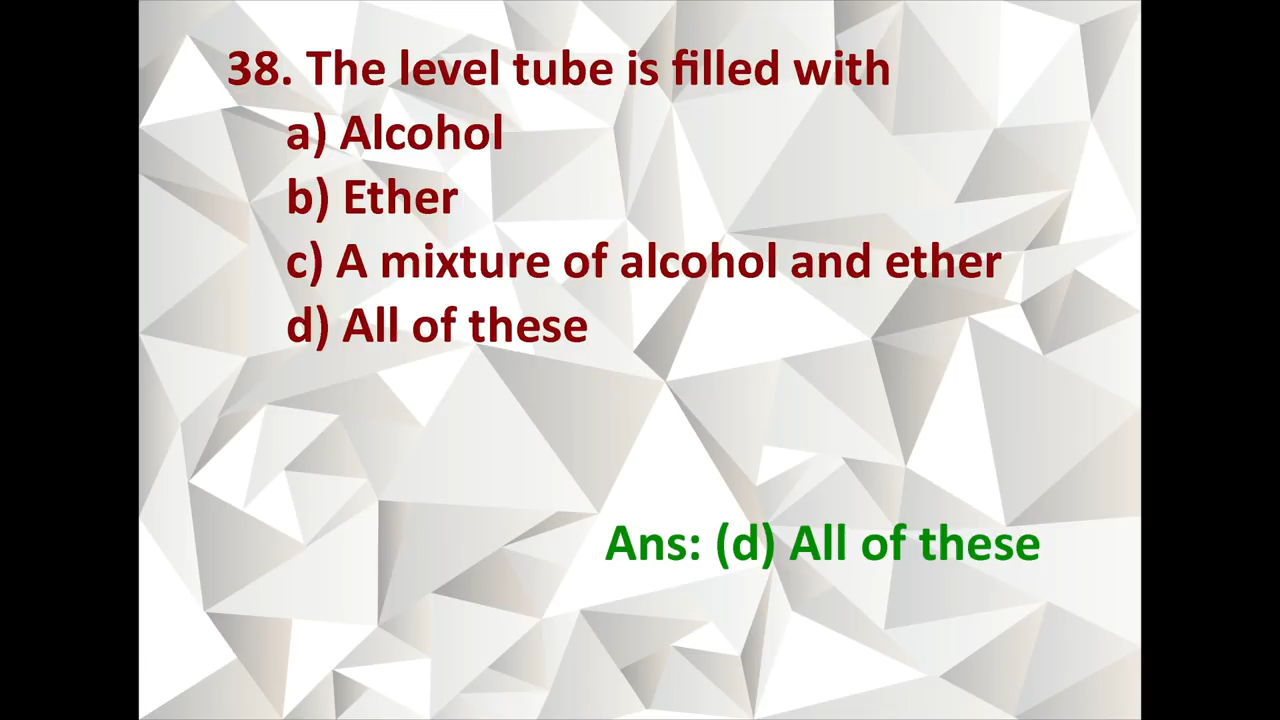 38. The level tube is filled with
a) Alcohol
b) Ether
c) A mixture of alcohol and ether
d) All of these
Ans: (d) All of these